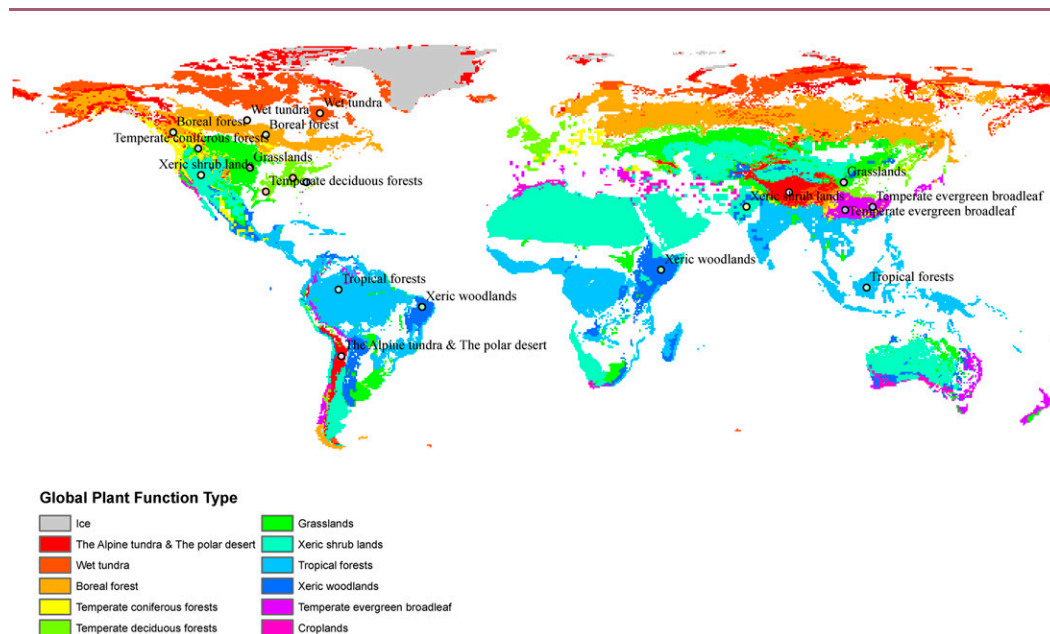 Wet tundra
Wet tundra
Boreal forest
Boreal forest
Temperate coniferous forests
Grasslands
Xeric shrub lands
Temperate deciduous forests
Grasslands
Xeric shrub lands
Temperate evergreen broadleaf
Temperate evergreen broadleaf
Xeric woodlands
Tropical forests
Tropical forests
Xeric woodlands
The Alpine tundra & The polar desert
Global Plant Function Type
Ice
The Alpine tundra & The polar desert
Wet tundra
Boreal forest
Temperate coniferous forests
Temperate deciduous forests
Grasslands
Xeric shrub lands
Tropical forests
Xeric woodlands
Temperate evergreen broadleaf
Croplands